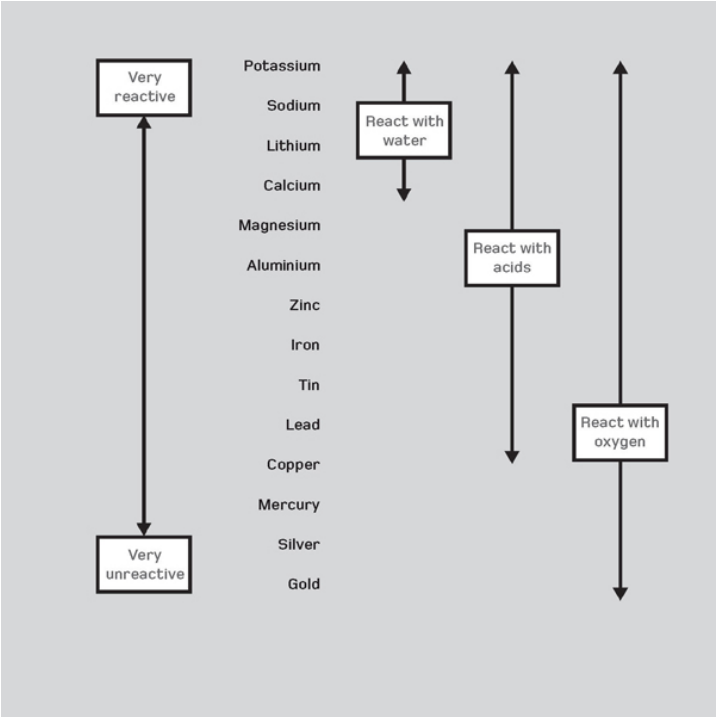 Very
reactive
Potassium
Sodium
Lithium
Calcium
Magnesium
Aluminium
Zinc
Iron
Tin
Lead
Copper
Mercury
Silver
Gold
Very
unreactive
React with
water
React with
acids
React with
oxygen